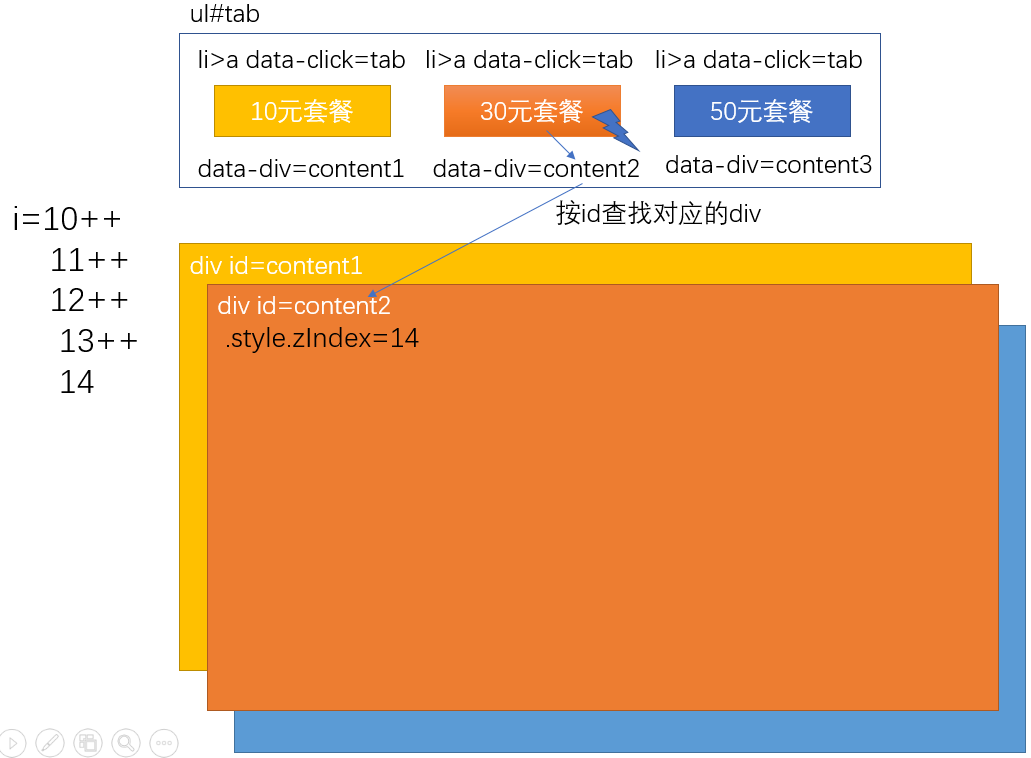 ul#tab
li>a data-click=tab li>a data-click=tab li>a data-click=tab
10元套餐 30元套餐 50元套餐
data-div=content1 data-div=content2 data-div=content3
按id查找对应的div
i=10++
11++
12++
13++
14
div id=content1
div id=content2
.style.zIndex=14